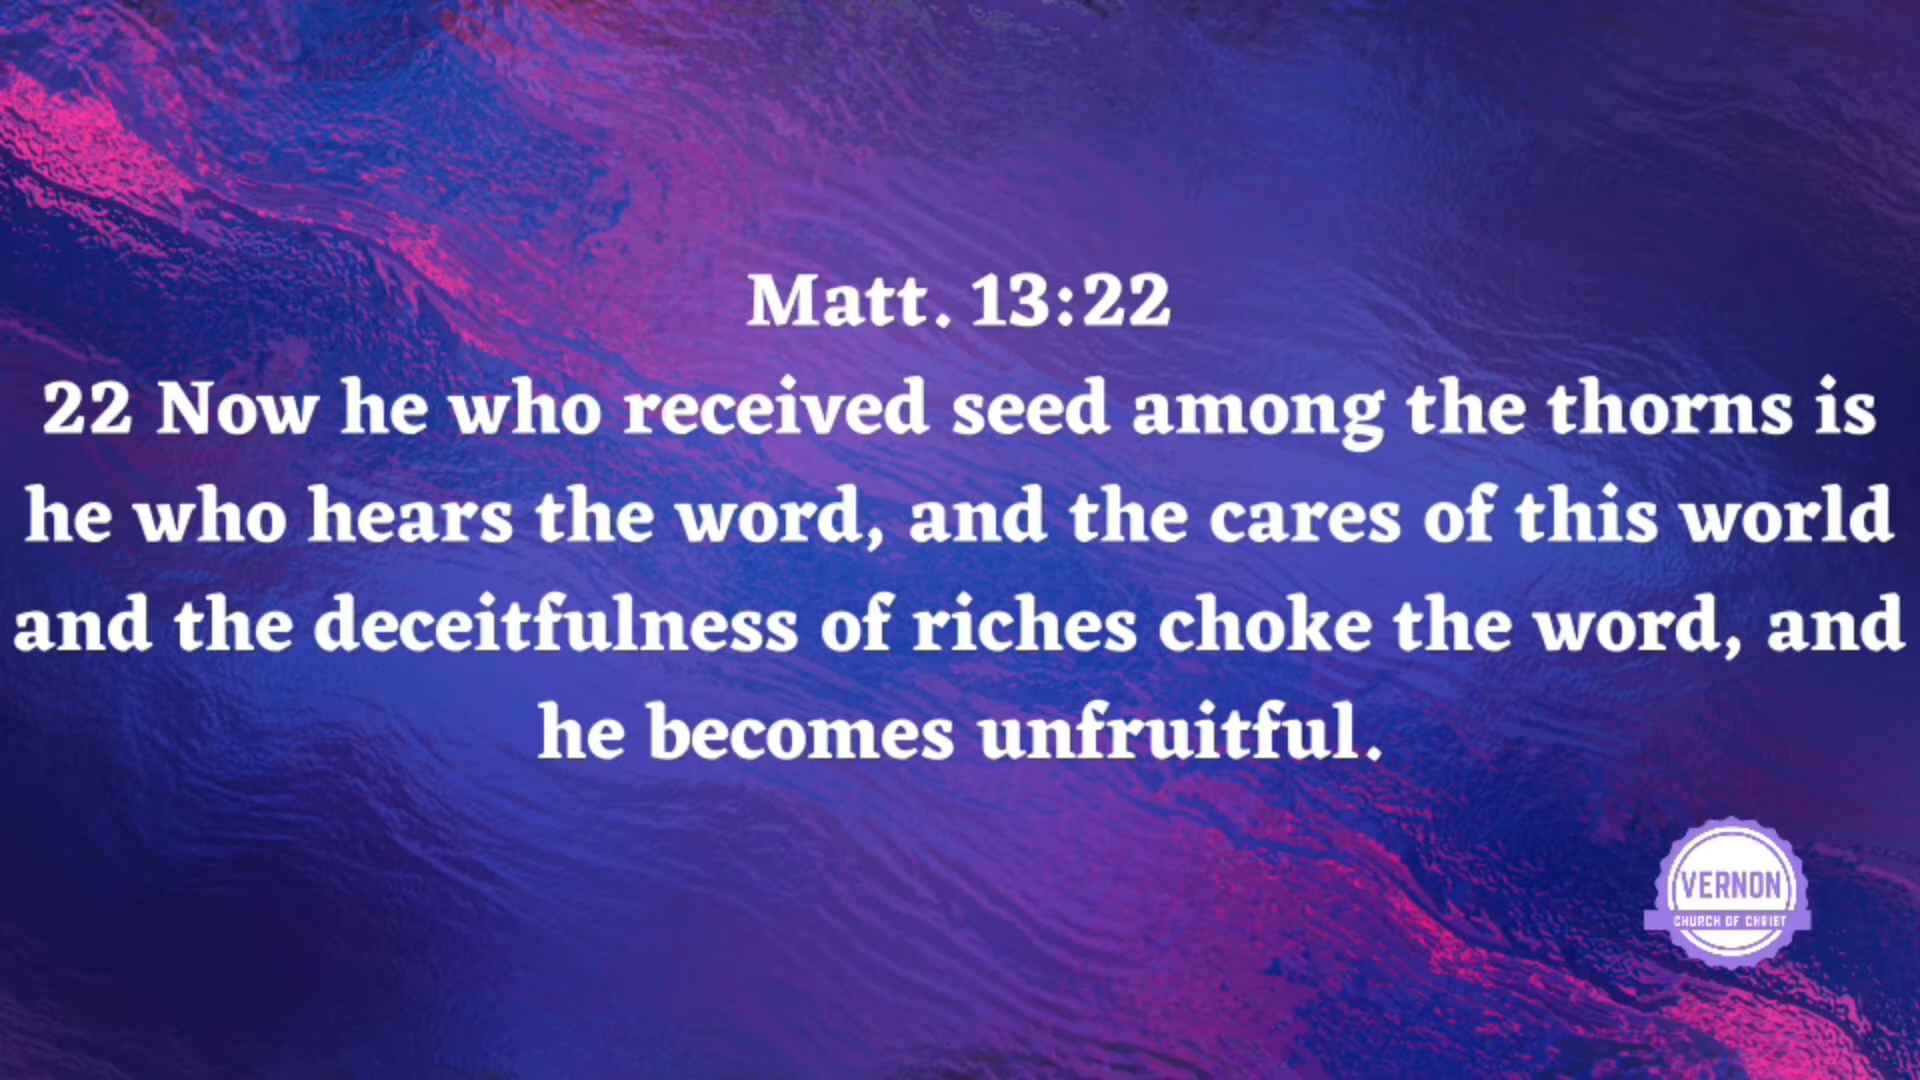 Matt. 13:22
22 Now he who received seed among the thorns is
he who hears the word, and the cares of this world
and the deceitfulness of riches choke the word, and
he becomes unfruitful.
VERNON
CHURCH OF CHRIST